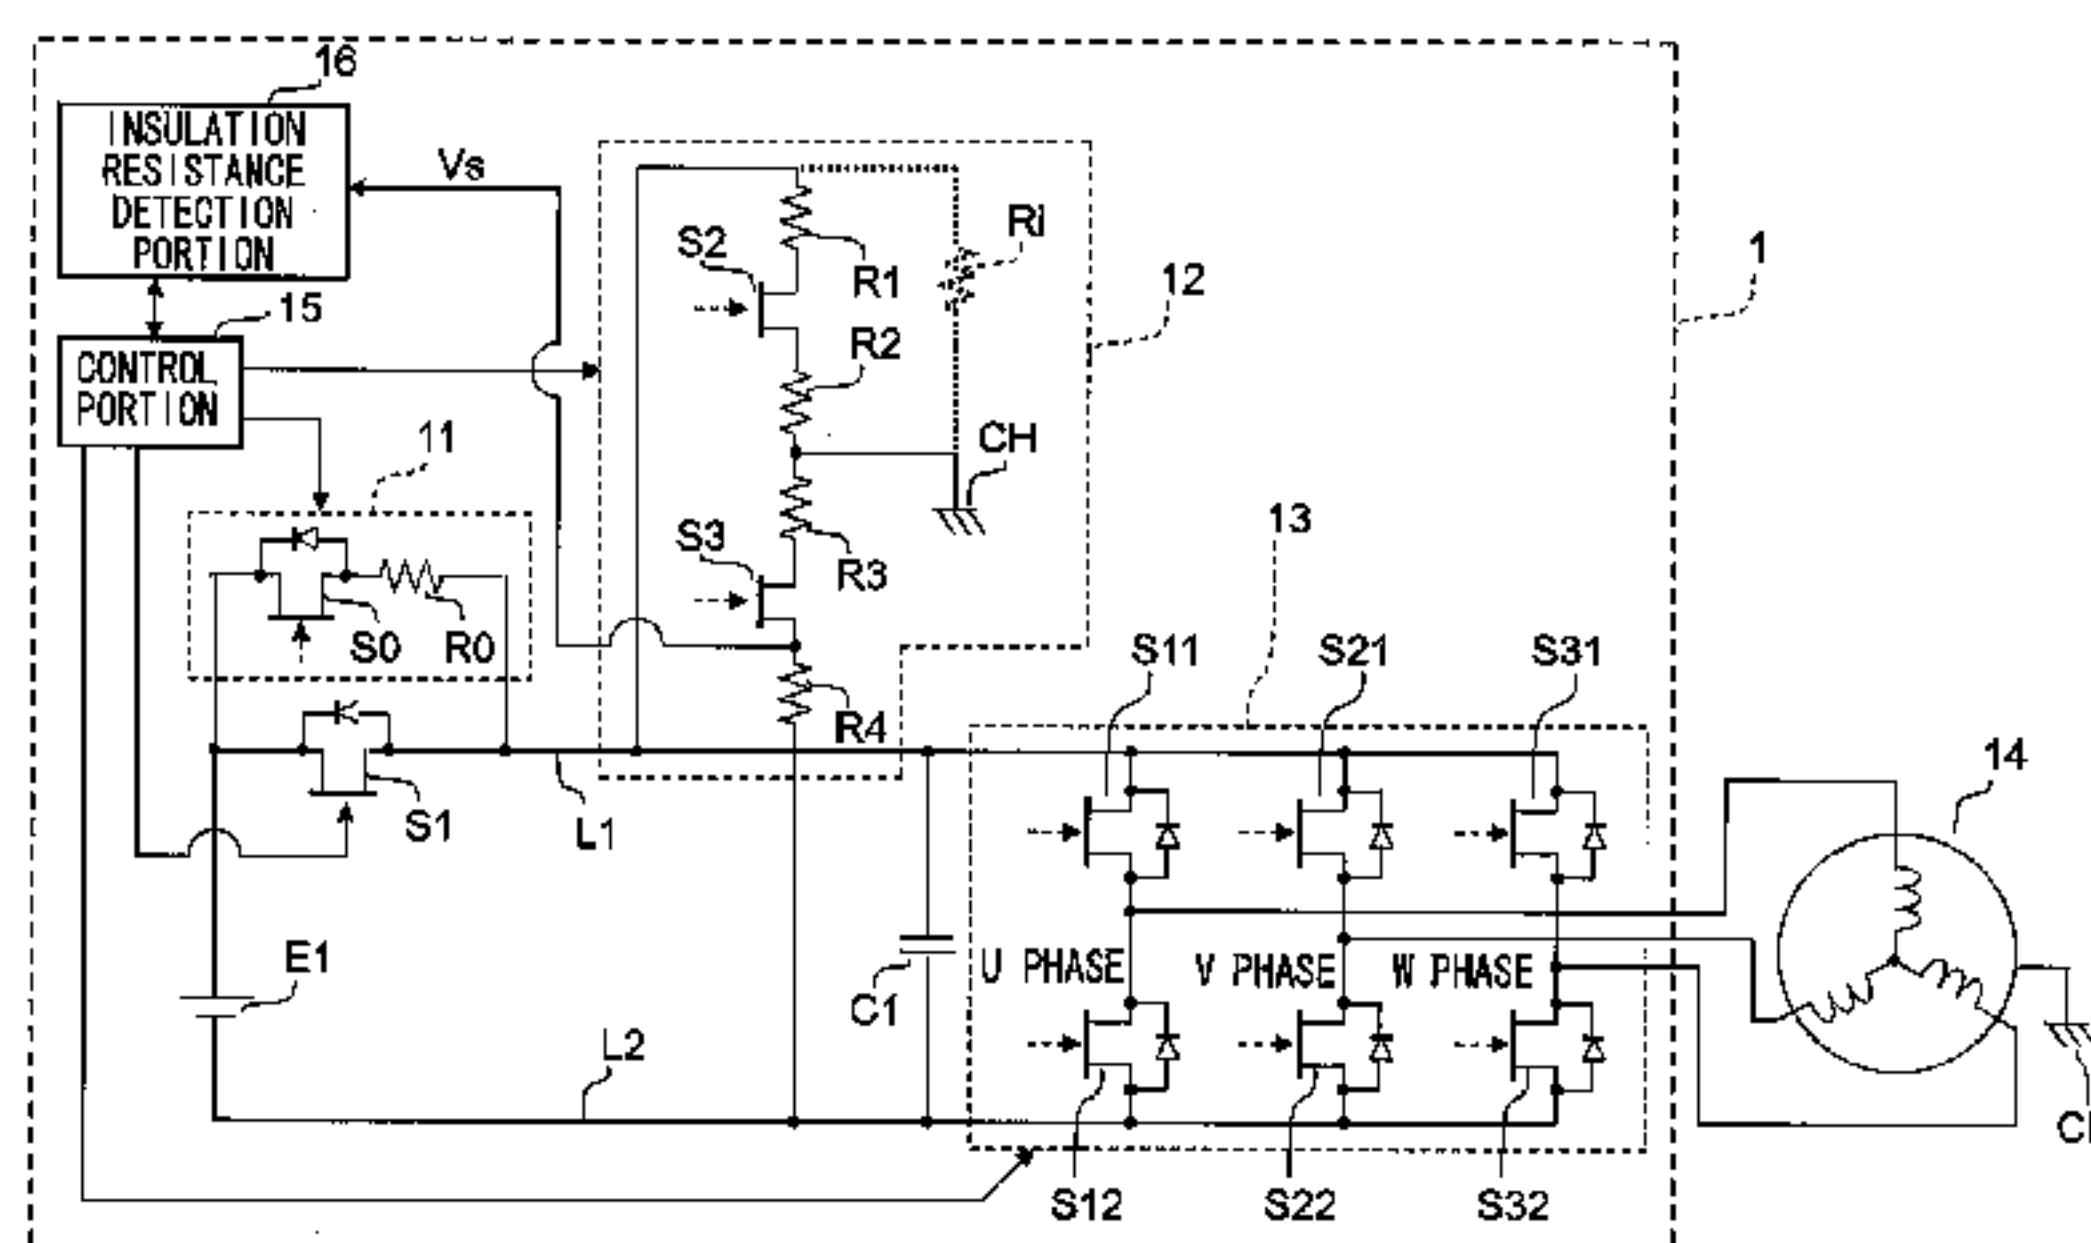 16
INSULATION
RESISTANCE
DETECTION
PORTION
Vs
Ri
S2
R1
12
1
15
R2
CONTROL
PORTION
11
CH
S3
13
R3
S0
R0
S11
S21
S31
R4
14
S1
L1
E1
U PHASE
V PHASE
W PHASE
C1
L2
S12
S22
S32